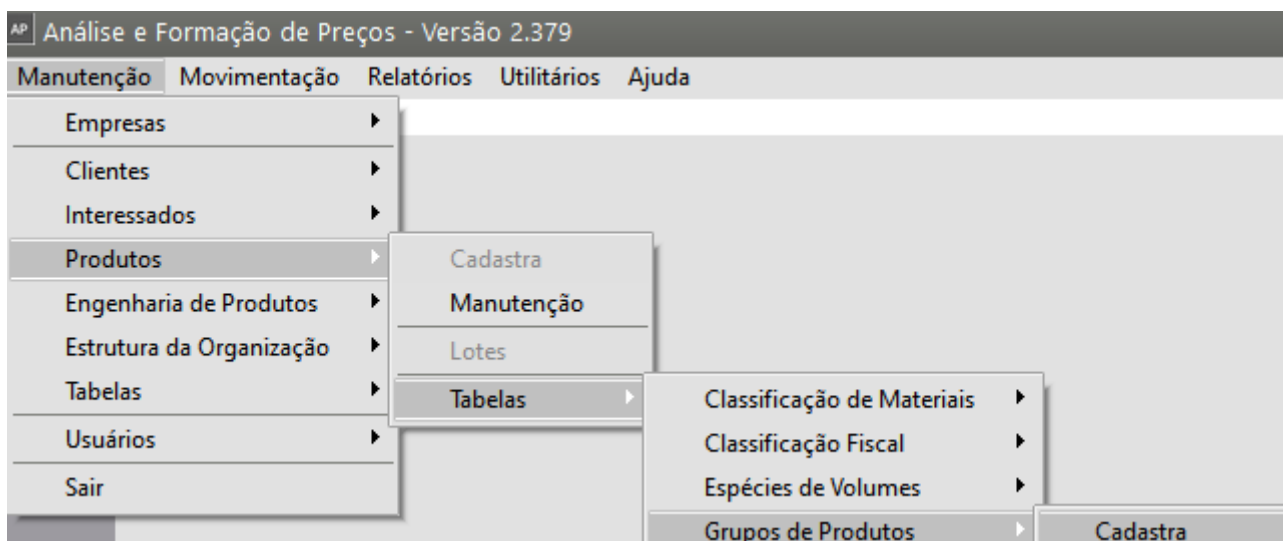 AP Análise e Formação de Preços - Versão 2.379
Manutenção Movimentação Relatórios Utilitários Ajuda
Empresas
Clientes
Interessados
Produtos
Engenharia de Produtos
Estrutura da Organização
Tabelas
Usuários
Sair
Cadastra
Manutenção
Lotes
Tabelas
Classificação de Materiais
Classificação Fiscal
Espécies de Volumes
Grupos de Produtos
Cadastra